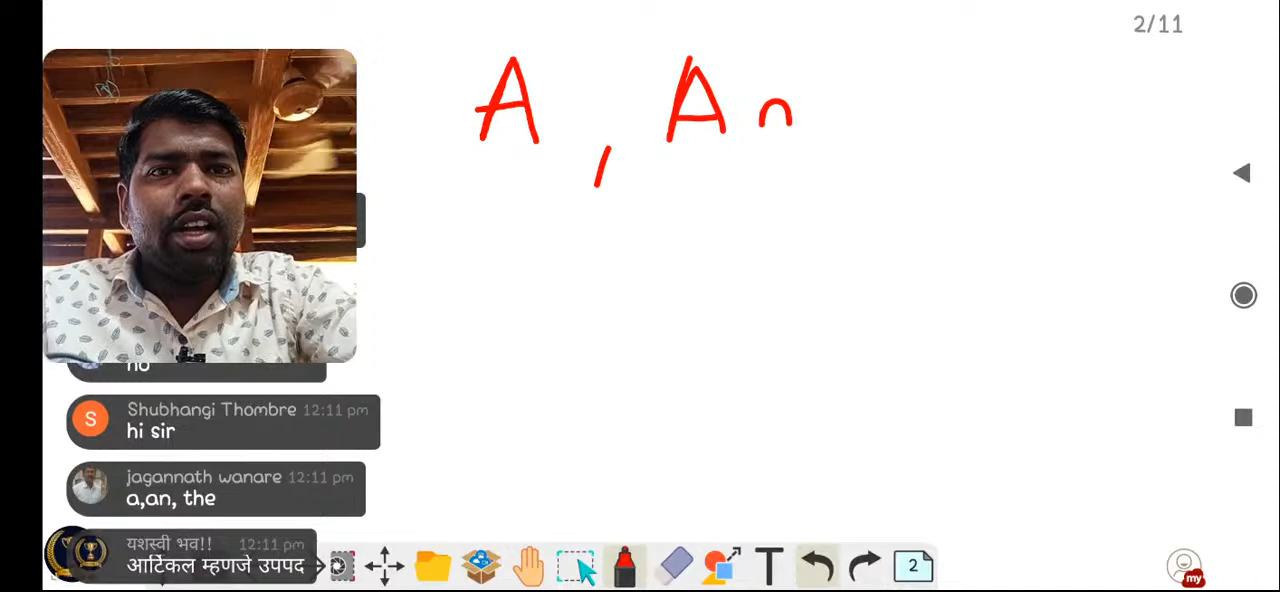 2/11
A , An
no
Shubhangi Thombre 12:11 pm
hi sir
jagannath wanare 12:11 pm
a,an, the
यशस्वी भव!! 12:11 pm
आर्टिकल म्हणजे उपपद
T
2
my